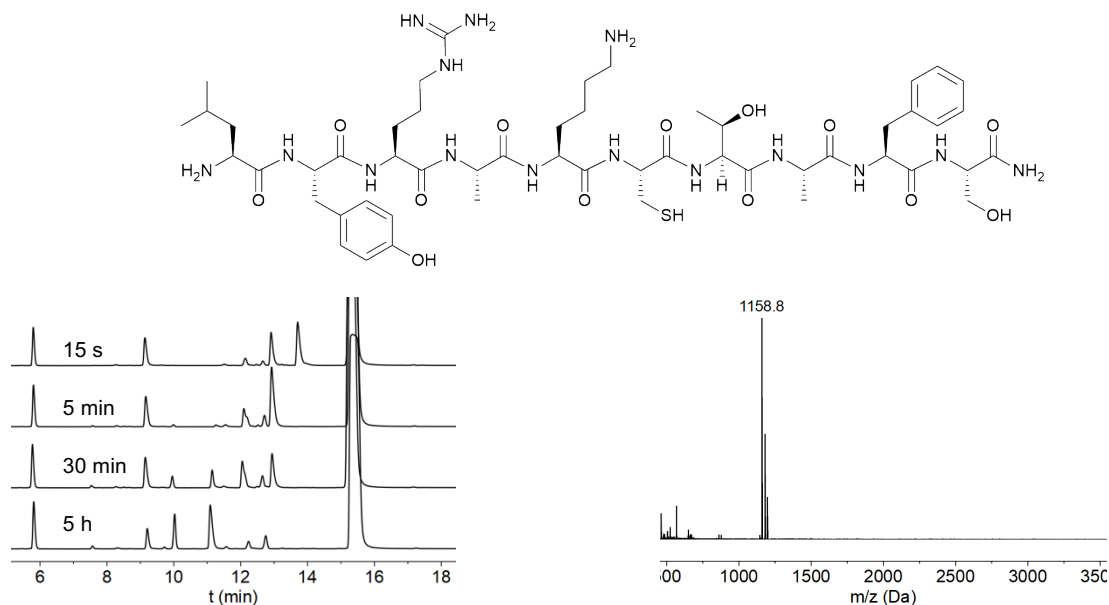 HN NH2
NH
NH2
OH
O H N O H N O H N O H N O H N O
H2N O N H O N H O N H O N H H O N H O NH2
SH
OH
OH
15 s
5 min
30 min
5 h
6 8 10 12 14 16 18
t (min)
1158.8
1000 1500 2000 2500 3000
m/z (Da)